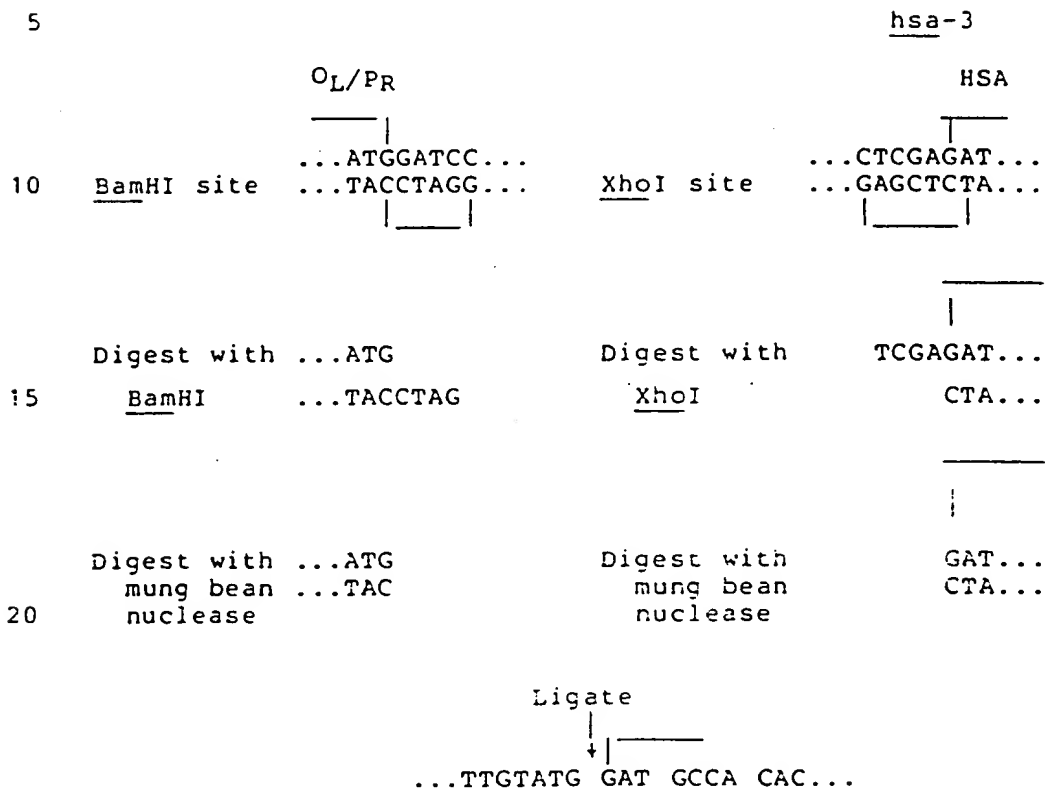 5 hsa-3
OL/PR HSA
...ATGGATCC... ...CTCGAGAT...
10 BamHI site ...TACCTAGG... XhoI site ...GAGCTCTA...
Digest with ...ATG Digest with TCGAGAT...
15 BamHI ...TACCTAG XhoI CTA...
Digest with ...ATG Digest with GAT...
mung bean ...TAC mung bean CTA...
20 nuclease nuclease
Ligate
...TTGTATG GAT GCCA CAC...